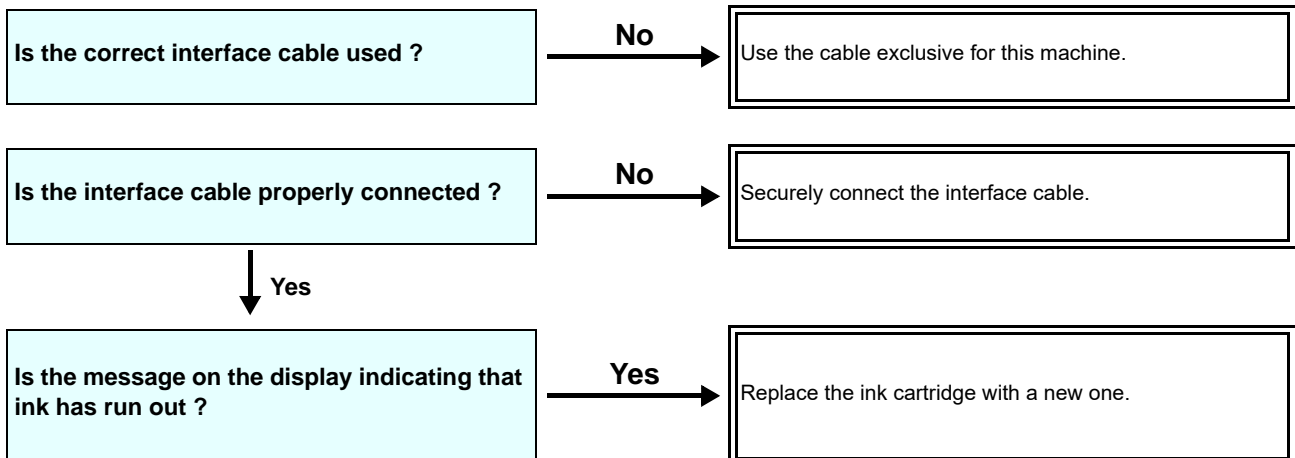 Is the correct interface cable used ?
No
Use the cable exclusive for this machine.
Is the interface cable properly connected ?
No
Securely connect the interface cable.
Yes
Is the message on the display indicating that
ink has run out ?
Yes
Replace the ink cartridge with a new one.